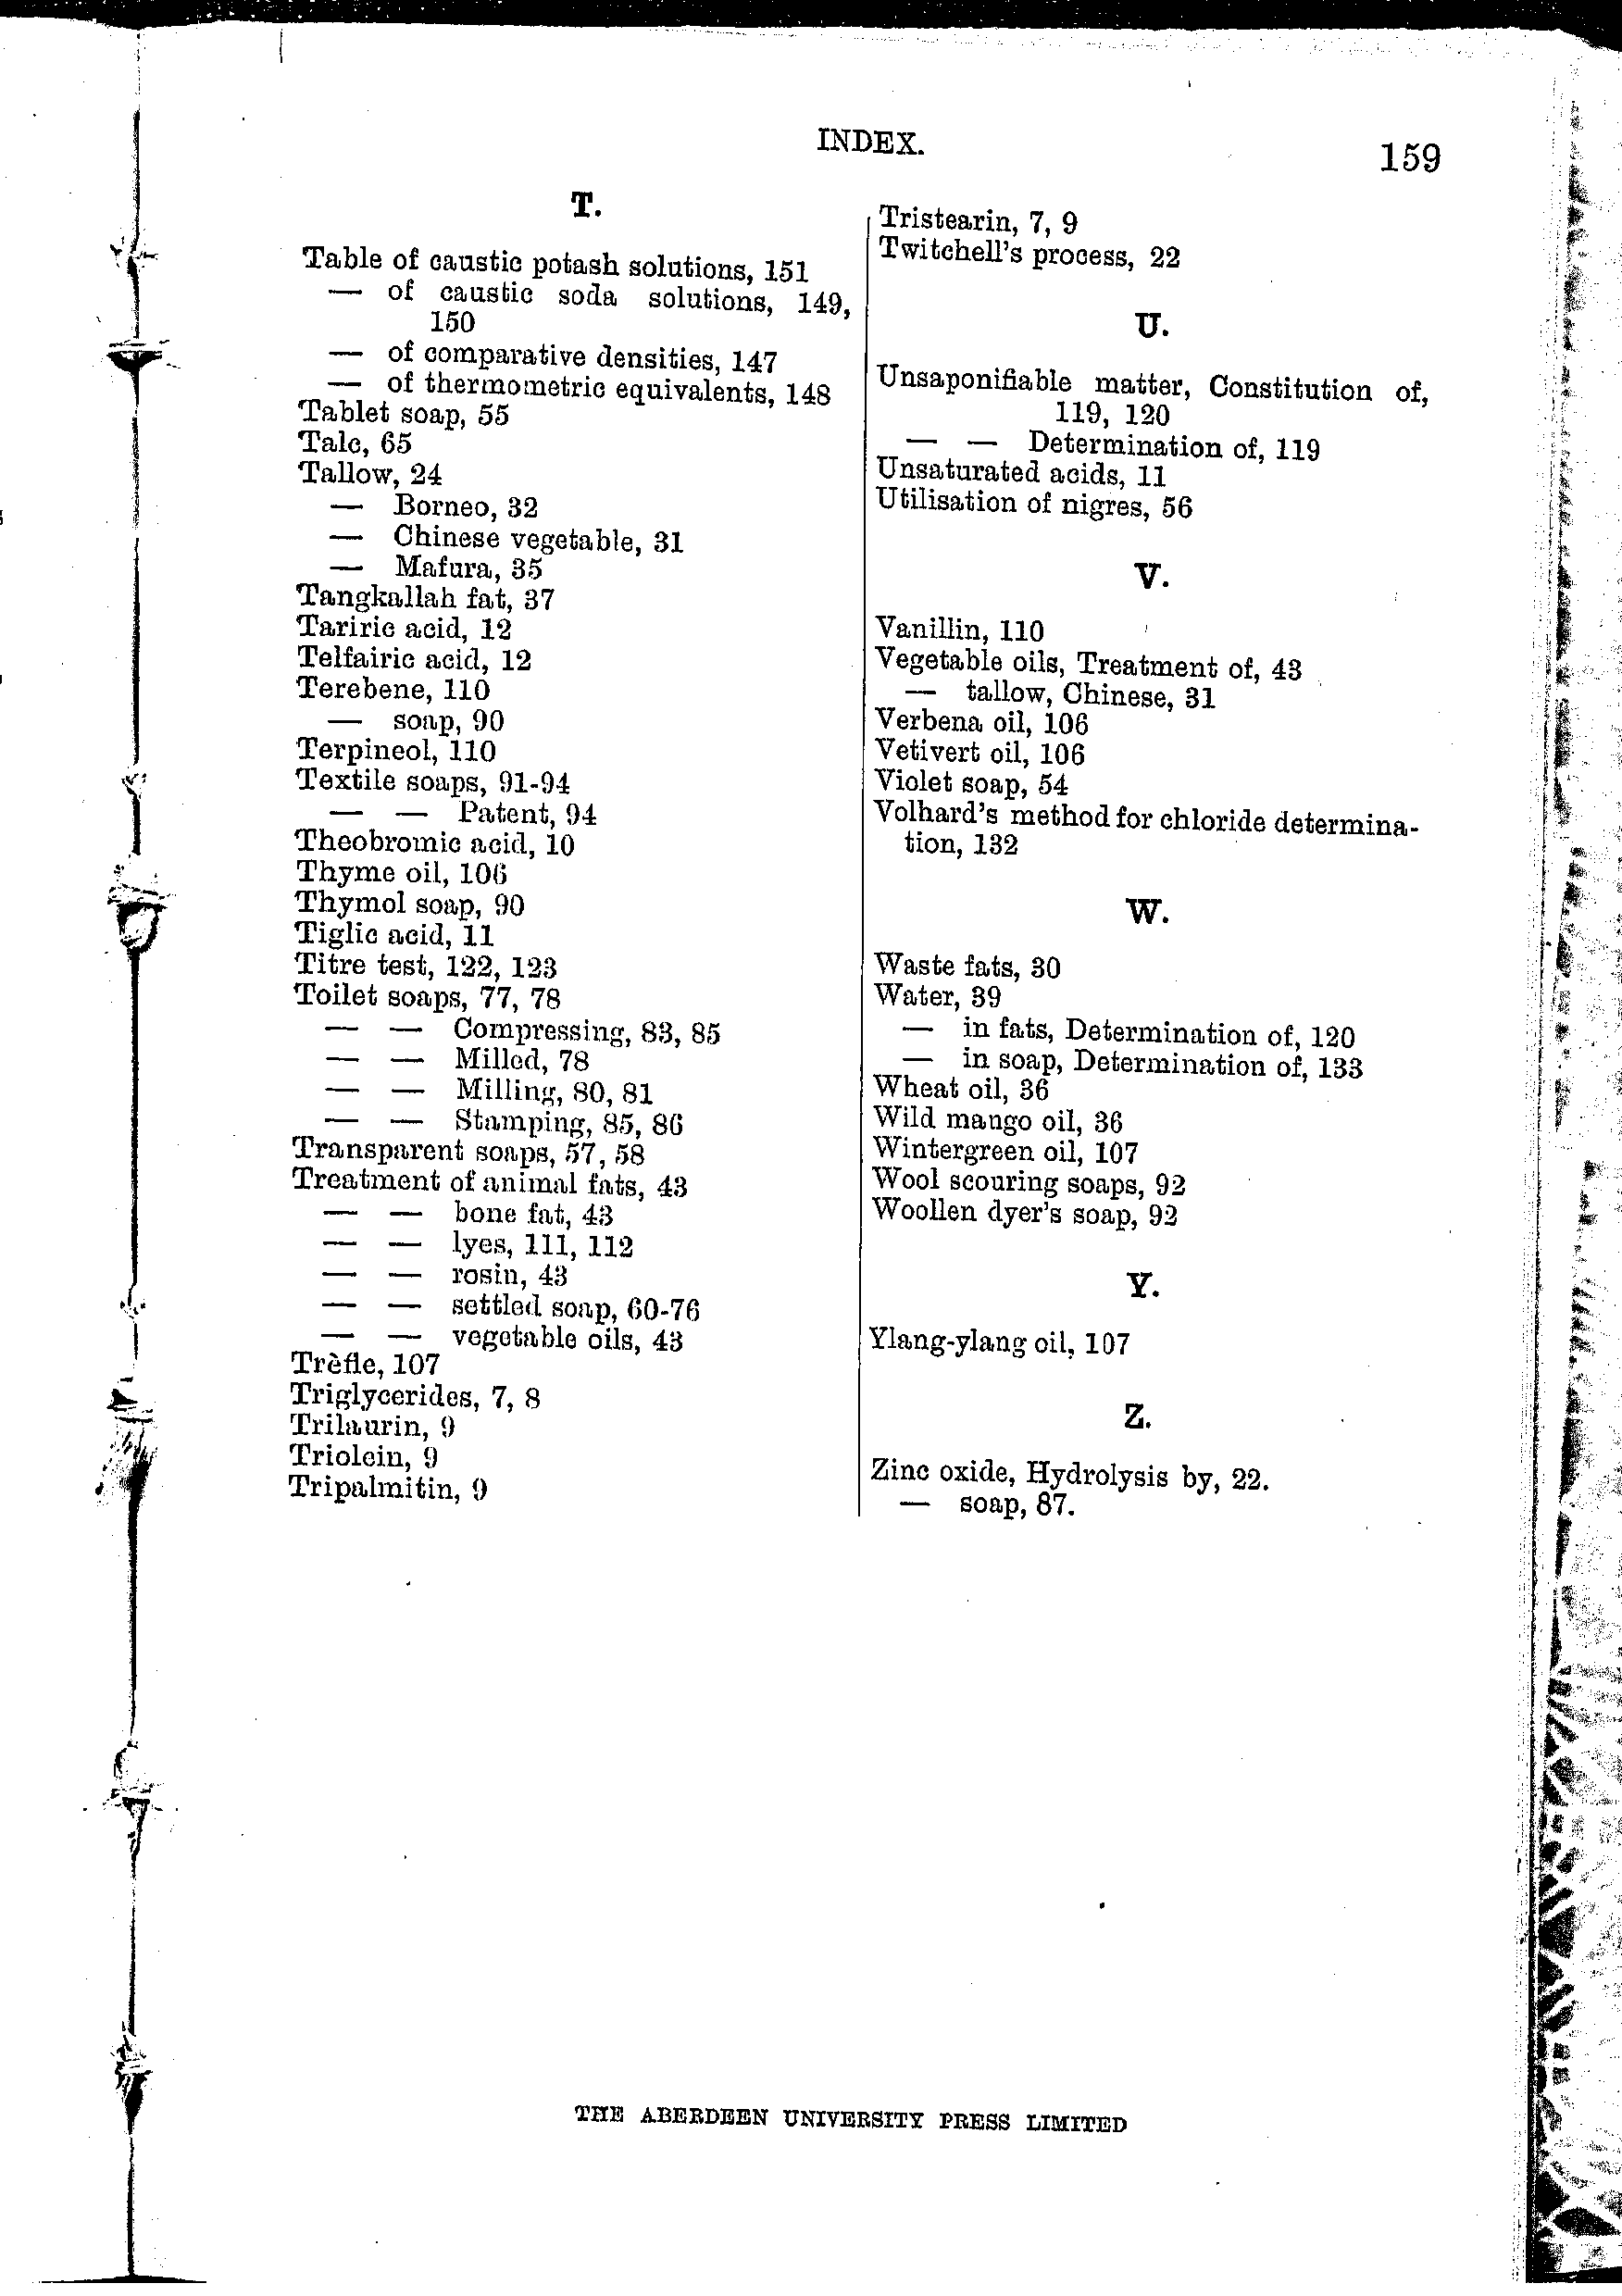 INDEX.
159
T.
Table of caustic potash solutions, 151
— of caustic soda solutions, 149,
150
— of comparative densities, 147
— of thermometric equivalents, 148
Tablet soap, 55
Talc, 65
Tallow, 24
— Borneo, 32
— Chinese vegetable, 31
— Mafura, 35
Tangkallah fat, 37
Tariric acid, 12
Telfairic acid, 12
Terebene, 110
— soap, 90
Terpineol, 110
Textile soaps, 91-94
— — Patent, 94
Theobromic acid, 10
Thyme oil, 106
Thymol soap, 90
Tiglic acid, 11
Titre test, 122, 123
Toilet soaps, 77, 78
— — Compressing, 83, 85
— — Milled, 78
— — Milling, 80, 81
— — Stamping, 85, 86
Transparent soaps, 57, 58
Treatment of animal fats, 43
— — bone fat, 43
— — lyes, 111, 112
— — rosin, 43
— — settled soap, 60-76
— — vegetable oils, 43
Trèfle, 107
Triglycerides, 7, 8
Trilaurin, 9
Triolein, 9
Tripalmitin, 9
Tristearin, 7, 9
Twitchell's process, 22
U.
Unsaponifiable matter, Constitution of,
119, 120
— — Determination of, 119
Unsaturated acids, 11
Utilisation of nigres, 56
V.
Vanillin, 110
Vegetable oils, Treatment of, 43
— tallow, Chinese, 31
Verbena oil, 106
Vetivert oil, 106
Violet soap, 54
Volhard's method for chloride determina-
tion, 132
W.
Waste fats, 30
Water, 39
— in fats, Determination of, 120
— in soap, Determination of, 133
Wheat oil, 36
Wild mango oil, 36
Wintergreen oil, 107
Wool scouring soaps, 92
Woollen dyer's soap, 92
Y.
Ylang-ylang oil, 107
Z.
Zinc oxide, Hydrolysis by, 22.
— soap, 87.
THE ABERDEEN UNIVERSITY PRESS LIMITED